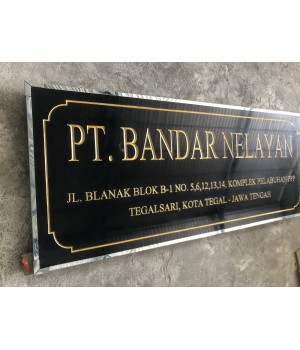 PT. BANDAR NELAYAN
JL. BLANAK BLOK B-1 NO. 5,6,12,13,14, KOMPLEK PELABUHAN PPP
TEGALSARI, KOTA TEGAL - JAWA TENGAH